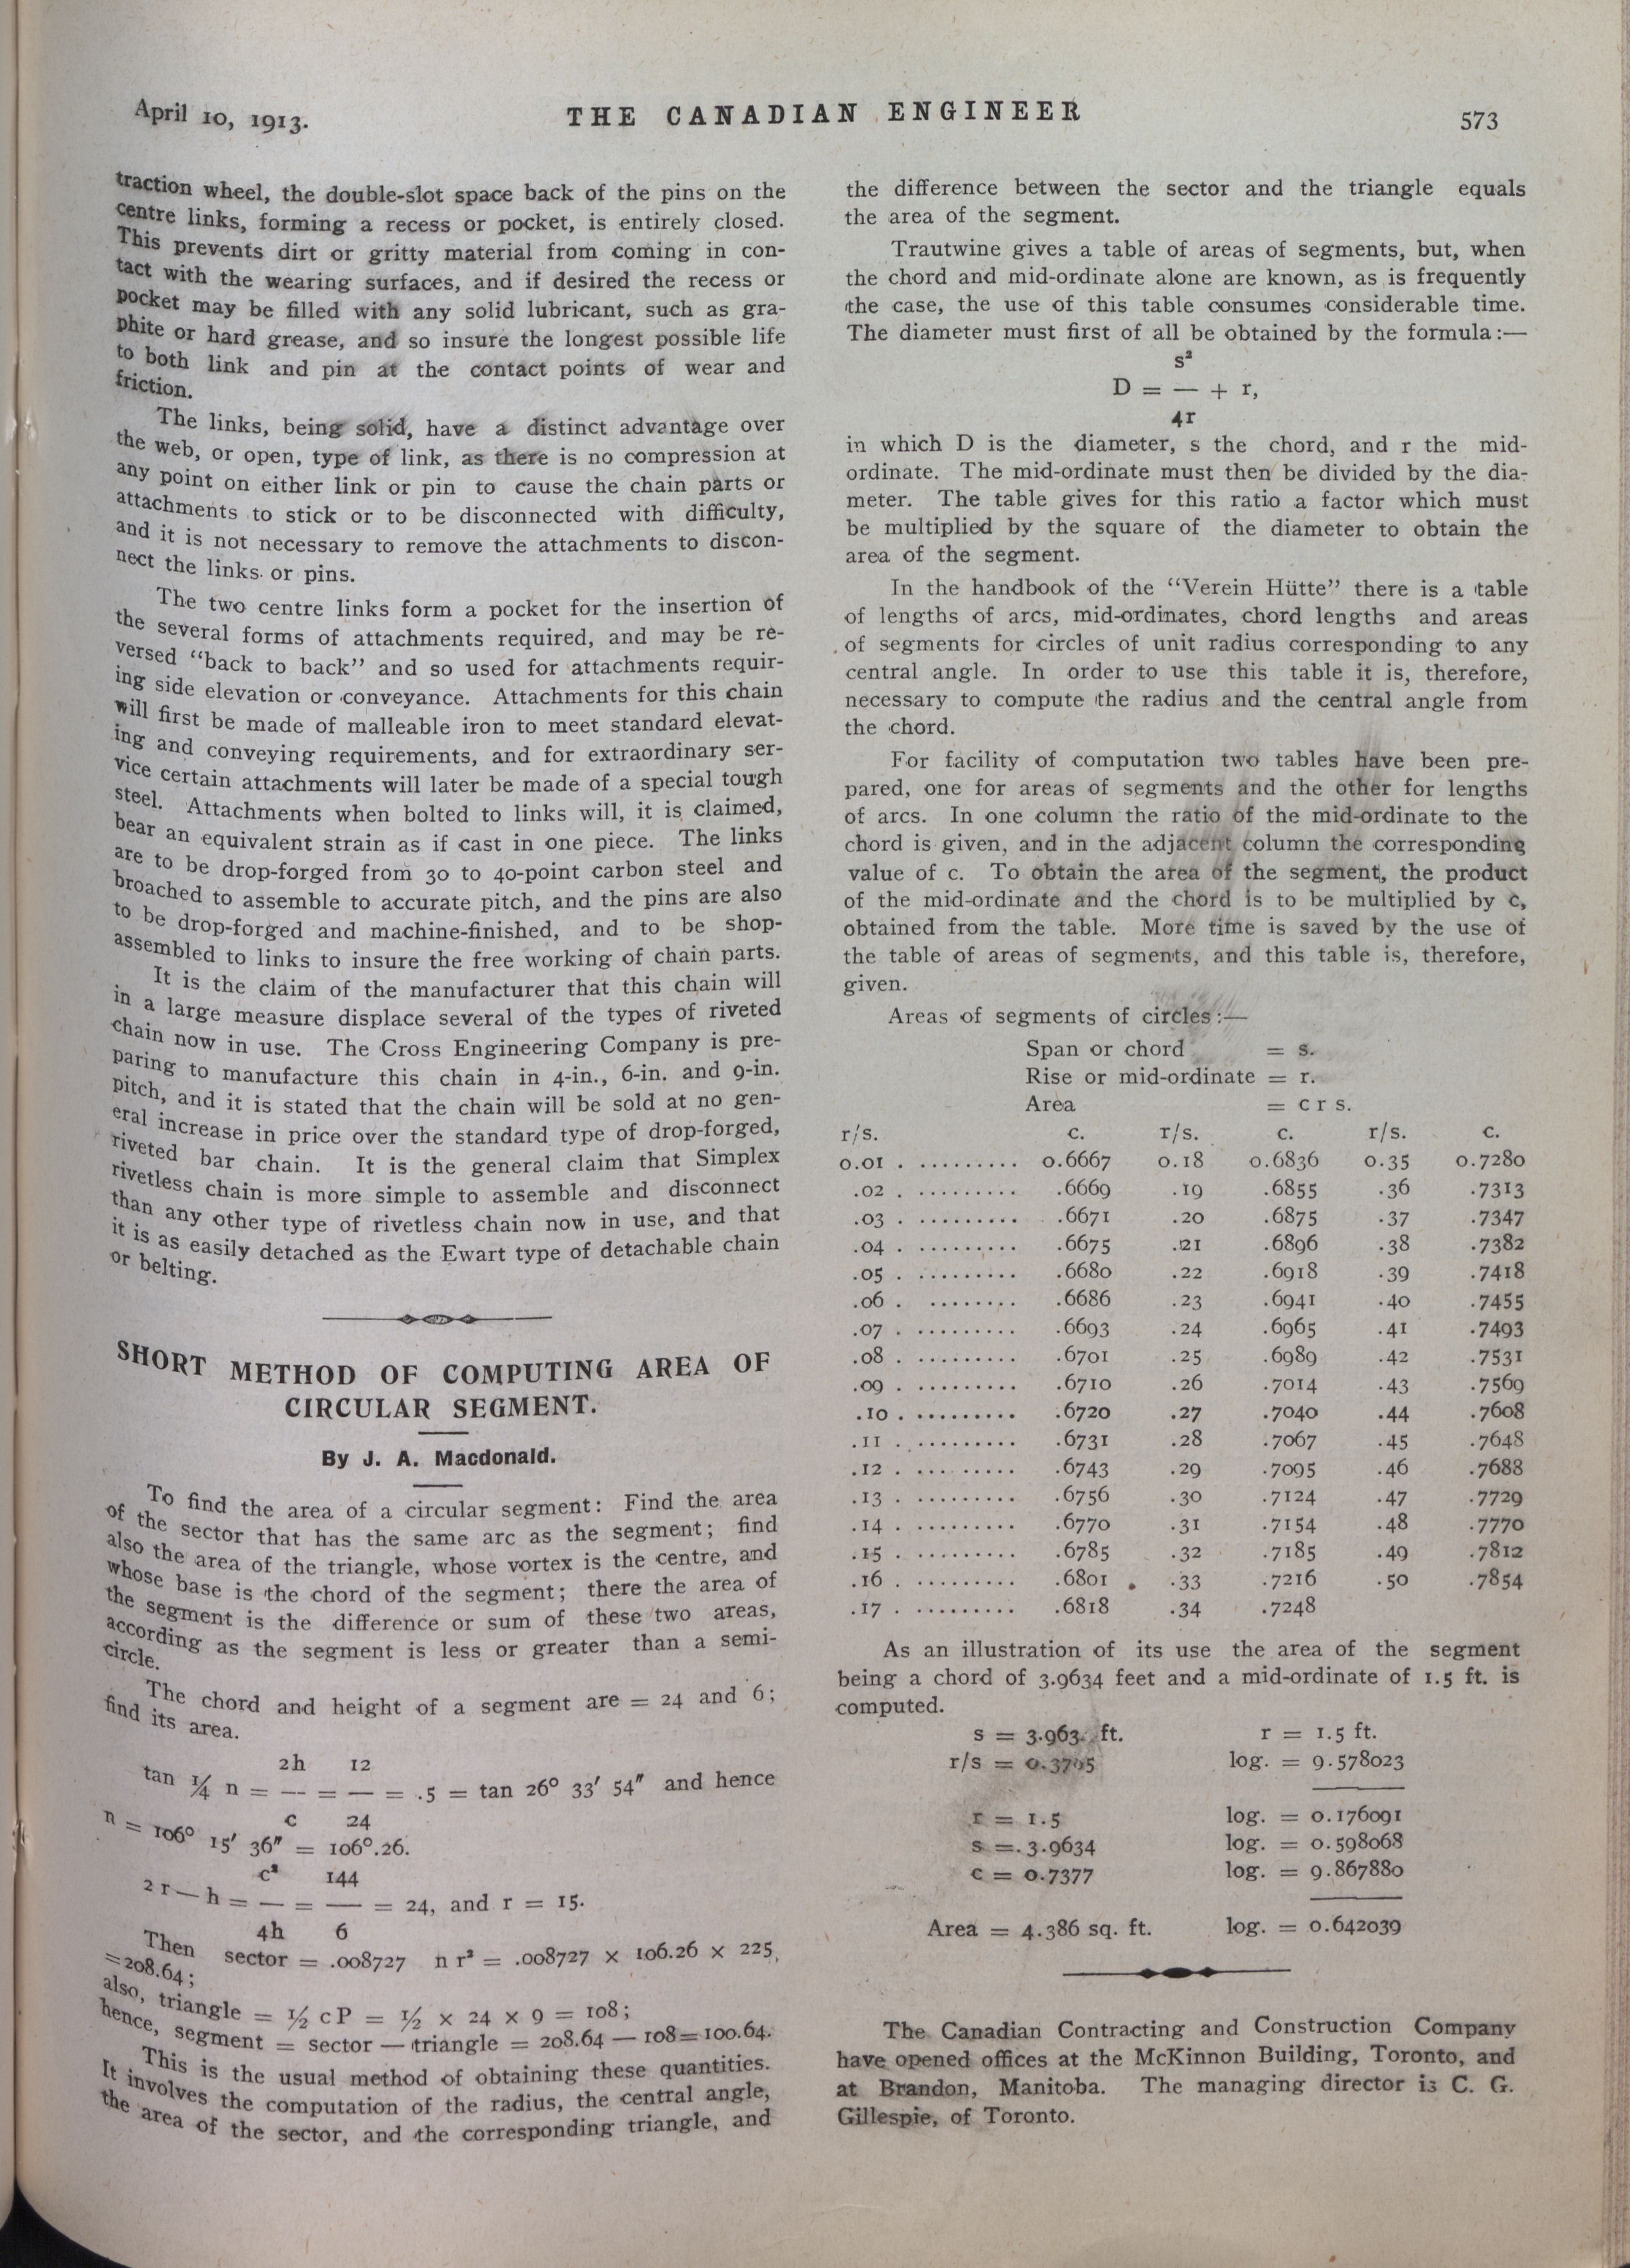 April 10, 1913.
THE CANADIAN ENGINEER
573
traction wheel, the double-slot space back of the pins on the
centre links, forming a recess or pocket, is entirely closed.
This prevents dirt or gritty material from coming in con-
tact with the wearing surfaces, and if desired the recess or
pocket may be filled with any solid lubricant, such as gra-
phite or hard grease, and so insure the longest possible life
to both link and pin at the contact points of wear and
friction.
The links, being solid, have a distinct advantage over
the web, or open, type of link, as there is no compression at
any point on either link or pin to cause the chain parts or
attachments to stick or to be disconnected with difficulty,
and it is not necessary to remove the attachments to discon-
nect the links or pins.
The two centre links form a pocket for the insertion of
the several forms of attachments required, and may be re-
versed "back to back" and so used for attachments requir-
ing side elevation or conveyance. Attachments for this chain
will first be made of malleable iron to meet standard elevat-
ing and conveying requirements, and for extraordinary ser-
vice certain attachments will later be made of a special tough
steel. Attachments when bolted to links will, it is claimed,
bear an equivalent strain as if cast in one piece. The links
are to be drop-forged from 30 to 40-point carbon steel and
broached to assemble to accurate pitch, and the pins are also
to be drop-forged and machine-finished, and to be shop-
assembled to links to insure the free working of chain parts.
It is the claim of the manufacturer that this chain will
in a large measure displace several of the types of riveted
chain now in use. The Cross Engineering Company is pre-
paring to manufacture this chain in 4-in., 6-in. and 9-in.
pitch, and it is stated that the chain will be sold at no gen-
eral increase in price over the standard type of drop-forged,
riveted bar chain. It is the general claim that Simplex
rivetless chain is more simple to assemble and disconnect
than any other type of rivetless chain now in use, and that
it is as easily detached as the Ewart type of detachable chain
or belting.
SHORT METHOD OF COMPUTING AREA OF
CIRCULAR SEGMENT.
By J. A. Macdonald.
To find the area of a circular segment: Find the area
of the sector that has the same arc as the segment; find
also the area of the triangle, whose vortex is the centre, and
whose base is the chord of the segment; there the area of
the segment is the difference or sum of these two areas,
according as the segment is less or greater than a semi-
circle.
The chord and height of a segment are = 24 and 6;
find its area.
2h 12
tan ¼ n = — = — = .5 = tan 26° 33′ 54″ and hence
c 24
n = 106° 15′ 36″ = 106°.26.
c² 144
2 r — h = — = — = 24, and r = 15.
4h 6
Then sector = .008727 n r² = .008727 × 106.26 × 225,
=208.64;
also, triangle = ½ c P = ½ × 24 × 9 = 108;
hence, segment = sector — triangle = 208.64 — 108=100.64.
This is the usual method of obtaining these quantities.
It involves the computation of the radius, the central angle,
the area of the sector, and the corresponding triangle, and
the difference between the sector and the triangle equals
the area of the segment.
Trautwine gives a table of areas of segments, but, when
the chord and mid-ordinate alone are known, as is frequently
the case, the use of this table consumes considerable time.
The diameter must first of all be obtained by the formula:—
s²
D = — + r,
4r
in which D is the diameter, s the chord, and r the mid-
ordinate. The mid-ordinate must then be divided by the dia-
meter. The table gives for this ratio a factor which must
be multiplied by the square of the diameter to obtain the
area of the segment.
In the handbook of the "Verein Hütte" there is a table
of lengths of arcs, mid-ordinates, chord lengths and areas
of segments for circles of unit radius corresponding to any
central angle. In order to use this table it is, therefore,
necessary to compute the radius and the central angle from
the chord.
For facility of computation two tables have been pre-
pared, one for areas of segments and the other for lengths
of arcs. In one column the ratio of the mid-ordinate to the
chord is given, and in the adjacent column the corresponding
value of c. To obtain the area of the segment, the product
of the mid-ordinate and the chord is to be multiplied by c,
obtained from the table. More time is saved by the use of
the table of areas of segments, and this table is, therefore,
given.
Areas of segments of circles:—
Span or chord = s.
Rise or mid-ordinate = r.
Area = c r s.
r/s. c. r/s. c. r/s. c.
0.01 . ......... 0.6667 0.18 0.6836 0.35 0.7280
.02 . ......... .6669 .19 .6855 .36 .7313
.03 . ......... .6671 .20 .6875 .37 .7347
.04 . ......... .6675 .21 .6896 .38 .7382
.05 . ......... .6680 .22 .6918 .39 .7418
.06 . ........ .6686 .23 .6941 .40 .7455
.07 . ......... .6693 .24 .6965 .41 .7493
.08 . ......... .6701 .25 .6989 .42 .7531
.09 . ......... .6710 .26 .7014 .43 .7569
.10 . ......... .6720 .27 .7040 .44 .7608
.11 . ......... .6731 .28 .7067 .45 .7648
.12 . ......... .6743 .29 .7095 .46 .7688
.13 . ......... .6756 .30 .7124 .47 .7729
.14 . ......... .6770 .31 .7154 .48 .7770
.15 . ......... .6785 .32 .7185 .49 .7812
.16 . ......... .6801 .33 .7216 .50 .7854
.17 . ......... .6818 .34 .7248
As an illustration of its use the area of the segment
being a chord of 3.9634 feet and a mid-ordinate of 1.5 ft. is
computed.
s = 3.963 ft. r = 1.5 ft.
r/s = 0.3785 log. = 9.578023
r = 1.5 log. = 0.176091
s = 3.9634 log. = 0.598068
c = 0.7377 log. = 9.867880
Area = 4.386 sq. ft. log. = 0.642039
The Canadian Contracting and Construction Company
have opened offices at the McKinnon Building, Toronto, and
at Brandon, Manitoba. The managing director is C. G.
Gillespie, of Toronto.